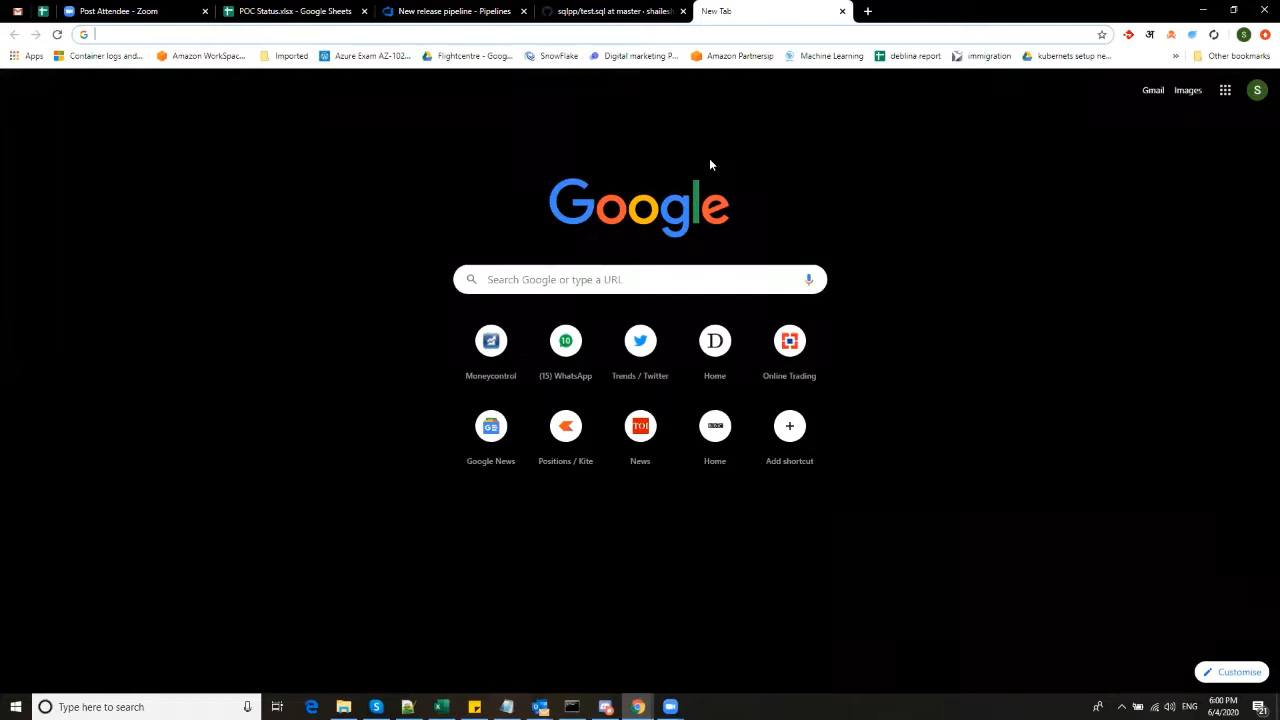 Post Attendee - Zoom
POC Status.xlsx - Google Sheets
New release pipeline - Pipelines
sqlpp/test.sql at master · shailesh
New Tab
Apps
Container logs and...
Amazon WorkSpac...
Imported
Azure Exam AZ-102...
Flightcentre - Goog...
SnowFlake
Digital marketing P...
Amazon Partnersip
Machine Learning
deblina report
immigration
kubernetes setup ne...
»
Other bookmarks
Gmail
Images
S
Google
Search Google or type a URL
10
D
Moneycontrol
(15) WhatsApp
Trends / Twitter
Home
Online Trading
GE
TOI
Google News
Positions / Kite
News
Home
Add shortcut
Customise
Type here to search
ENG
6:00 PM
6/4/2020